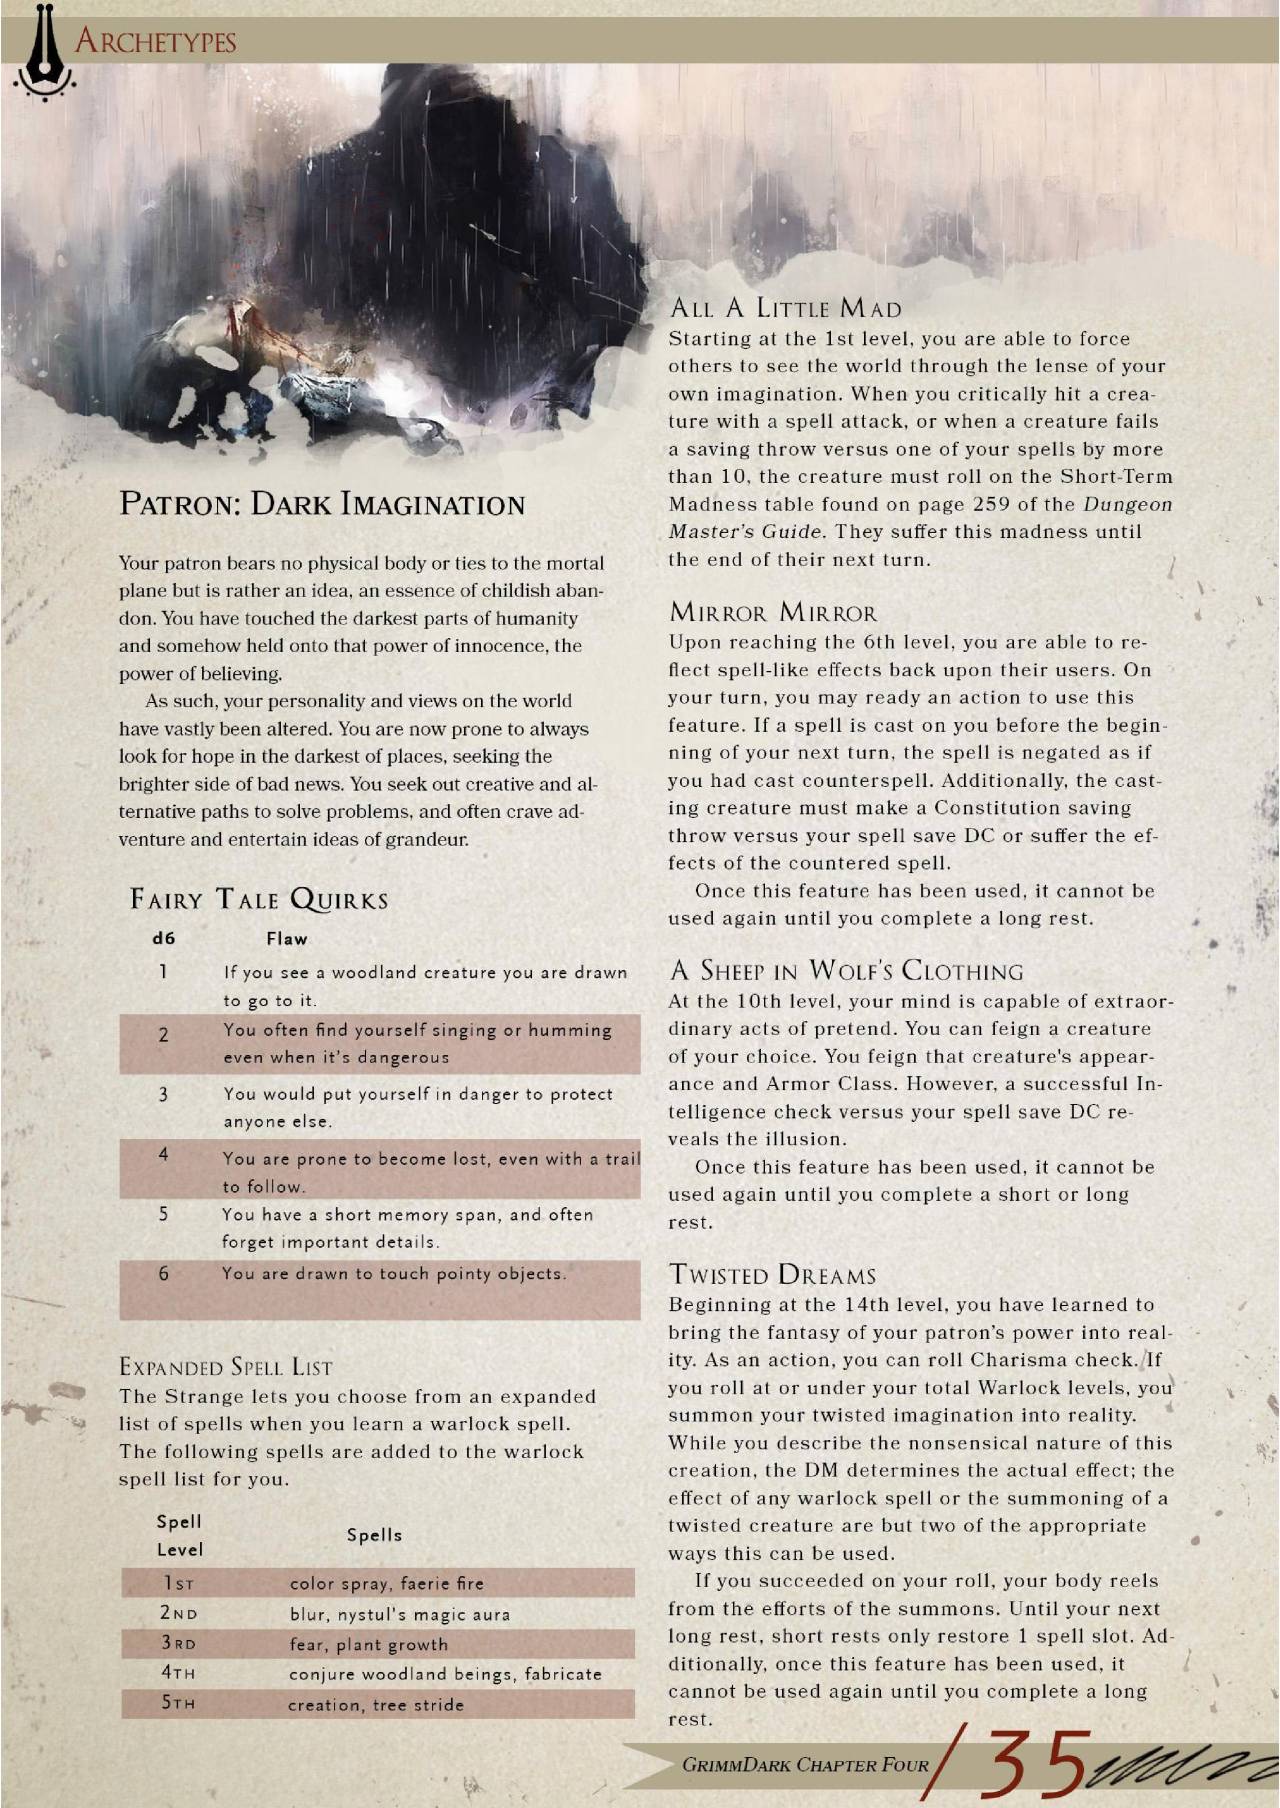 Archetypes
Patron: Dark Imagination
Your patron bears no physical body or ties to the mortal
plane but is rather an idea, an essence of childish aban-
don. You have touched the darkest parts of humanity
and somehow held onto that power of innocence, the
power of believing.
As such, your personality and views on the world
have vastly been altered. You are now prone to always
look for hope in the darkest of places, seeking the
brighter side of bad news. You seek out creative and al-
ternative paths to solve problems, and often crave ad-
venture and entertain ideas of grandeur.
Fairy Tale Quirks
d6 Flaw
1 If you see a woodland creature you are drawn
to go to it.
2 You often find yourself singing or humming
even when it's dangerous
3 You would put yourself in danger to protect
anyone else.
4 You are prone to become lost, even with a trail
to follow.
5 You have a short memory span, and often
forget important details.
6 You are drawn to touch pointy objects.
Expanded Spell List
The Strange lets you choose from an expanded
list of spells when you learn a warlock spell.
The following spells are added to the warlock
spell list for you.
Spell
Level
Spells
1st color spray, faerie fire
2nd blur, nystul's magic aura
3rd fear, plant growth
4th conjure woodland beings, fabricate
5th creation, tree stride
All A Little Mad
Starting at the 1st level, you are able to force
others to see the world through the lense of your
own imagination. When you critically hit a crea-
ture with a spell attack, or when a creature fails
a saving throw versus one of your spells by more
than 10, the creature must roll on the Short-Term
Madness table found on page 259 of the Dungeon
Master's Guide. They suffer this madness until
the end of their next turn.
Mirror Mirror
Upon reaching the 6th level, you are able to re-
flect spell-like effects back upon their users. On
your turn, you may ready an action to use this
feature. If a spell is cast on you before the begin-
ning of your next turn, the spell is negated as if
you had cast counterspell. Additionally, the cast-
ing creature must make a Constitution saving
throw versus your spell save DC or suffer the ef-
fects of the countered spell.
Once this feature has been used, it cannot be
used again until you complete a long rest.
A Sheep in Wolf's Clothing
At the 10th level, your mind is capable of extraor-
dinary acts of pretend. You can feign a creature
of your choice. You feign that creature's appear-
ance and Armor Class. However, a successful In-
telligence check versus your spell save DC re-
veals the illusion.
Once this feature has been used, it cannot be
used again until you complete a short or long
rest.
Twisted Dreams
Beginning at the 14th level, you have learned to
bring the fantasy of your patron's power into real-
ity. As an action, you can roll Charisma check. If
you roll at or under your total Warlock levels, you
summon your twisted imagination into reality.
While you describe the nonsensical nature of this
creation, the DM determines the actual effect; the
effect of any warlock spell or the summoning of a
twisted creature are but two of the appropriate
ways this can be used.
If you succeeded on your roll, your body reels
from the efforts of the summons. Until your next
long rest, short rests only restore 1 spell slot. Ad-
ditionally, once this feature has been used, it
cannot be used again until you complete a long
rest.
GrimmDark Chapter Four / 35